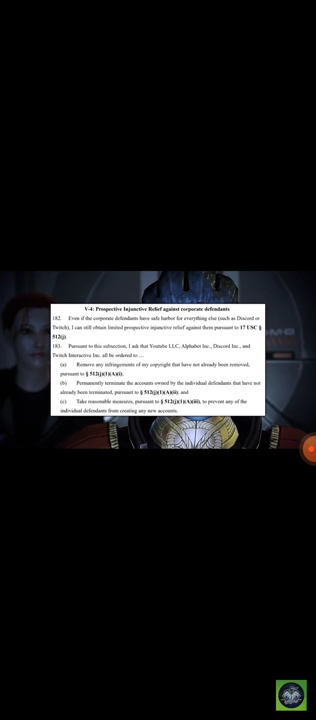 V-4: Prospective Injunctive Relief against corporate defendants
182. Even if the corporate defendants have safe harbor for everything else (such as Discord or
Twitch), I can still obtain limited prospective injunctive relief against them pursuant to 17 USC §
512(j).
183. Pursuant to this subsection, I ask that Youtube LLC, Alphabet Inc., Discord Inc., and
Twitch Interactive Inc. all be ordered to …
(a) Remove any infringements of my copyright that have not already been removed,
pursuant to § 512(j)(1)(A)(i),
(b) Permanently terminate the accounts owned by the individual defendants that have not
already been terminated, pursuant to § 512(j)(1)(A)(ii); and
(c) Take reasonable measures, pursuant to § 512(j)(1)(A)(iii), to prevent any of the
individual defendants from creating any new accounts.